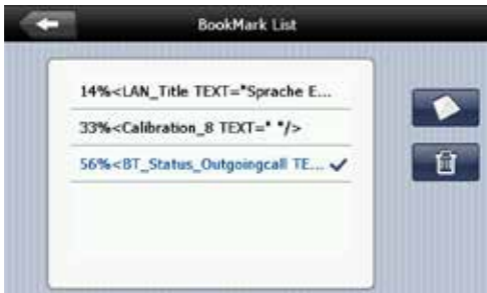 BookMark List
14%<LAN_Title TEXT="Sprache E...
33%<Calibration_8 TEXT=" "/>
56%<BT_Status_Outgoingcall TE...